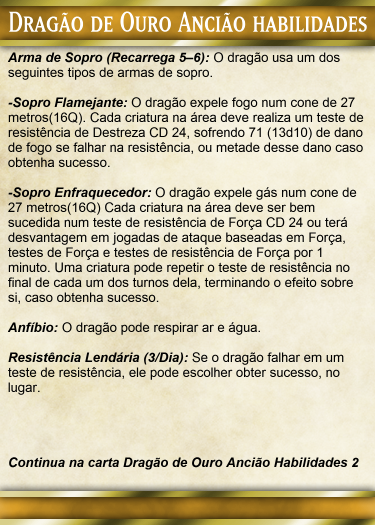 Dragão de Ouro Ancião habilidades
Arma de Sopro (Recarrega 5–6): O dragão usa um dos
seguintes tipos de armas de sopro.
-Sopro Flamejante: O dragão expele fogo num cone de 27
metros(16Q). Cada criatura na área deve realiza um teste de
resistência de Destreza CD 24, sofrendo 71 (13d10) de dano
de fogo se falhar na resistência, ou metade desse dano caso
obtenha sucesso.
-Sopro Enfraquecedor: O dragão expele gás num cone de
27 metros(16Q) Cada criatura na área deve ser bem
sucedida num teste de resistência de Força CD 24 ou terá
desvantagem em jogadas de ataque baseadas em Força,
testes de Força e testes de resistência de Força por 1
minuto. Uma criatura pode repetir o teste de resistência no
final de cada um dos turnos dela, terminando o efeito sobre
si, caso obtenha sucesso.
Anfíbio: O dragão pode respirar ar e água.
Resistência Lendária (3/Dia): Se o dragão falhar em um
teste de resistência, ele pode escolher obter sucesso, no
lugar.
Continua na carta Dragão de Ouro Ancião Habilidades 2